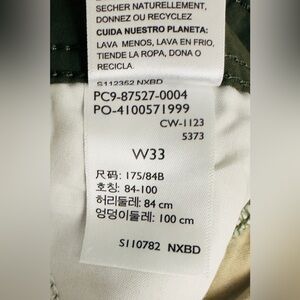 SECHER NATURELLEMENT,
DONNEZ OU RECYCLEZ
CUIDA NUESTRO PLANETA:
LAVA MENOS, LAVA EN FRIO,
TIENDE LA ROPA, DONA O
RECICLA.
S112362 NXBD
PC9-87527-0004
PO-4100571999
CW-1123
5373
W33
尺码: 175/84B
호칭: 84-100
허리둘레: 84 cm
엉덩이둘레: 100 cm
S110782 NXBD